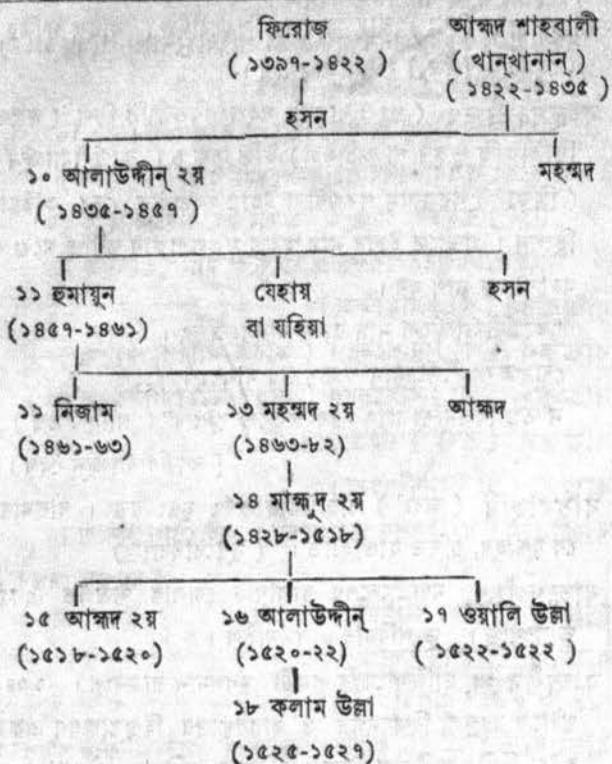 ফিরোজ আহ্মদ শাহবালী
(১৩৯৭-১৪২২) (খান্‌খানান্)
(১৪২২-১৪৩৫)
হসন
১০ আলাউদ্দীন্ ২য় মহম্মদ
(১৪৩৫-১৪৫৭)
১১ হুমায়ুন যেহায় হসন
(১৪৫৭-১৪৬১) বা যহিয়া
১১ নিজাম ১৩ মহম্মদ ২য় আহ্মদ
(১৪৬১-৬৩) (১৪৬৩-৮২)
১৪ মাহ্মুদ ২য়
(১৪২৮-১৫১৮)
১৫ আহ্মদ ২য় ১৬ আলাউদ্দীন্ ১৭ ওয়ালি উল্লা
(১৫১৮-১৫২০) (১৫২০-২২) (১৫২২-১৫২২)
১৮ কলাম উল্লা
(১৫২৫-১৫২৭)